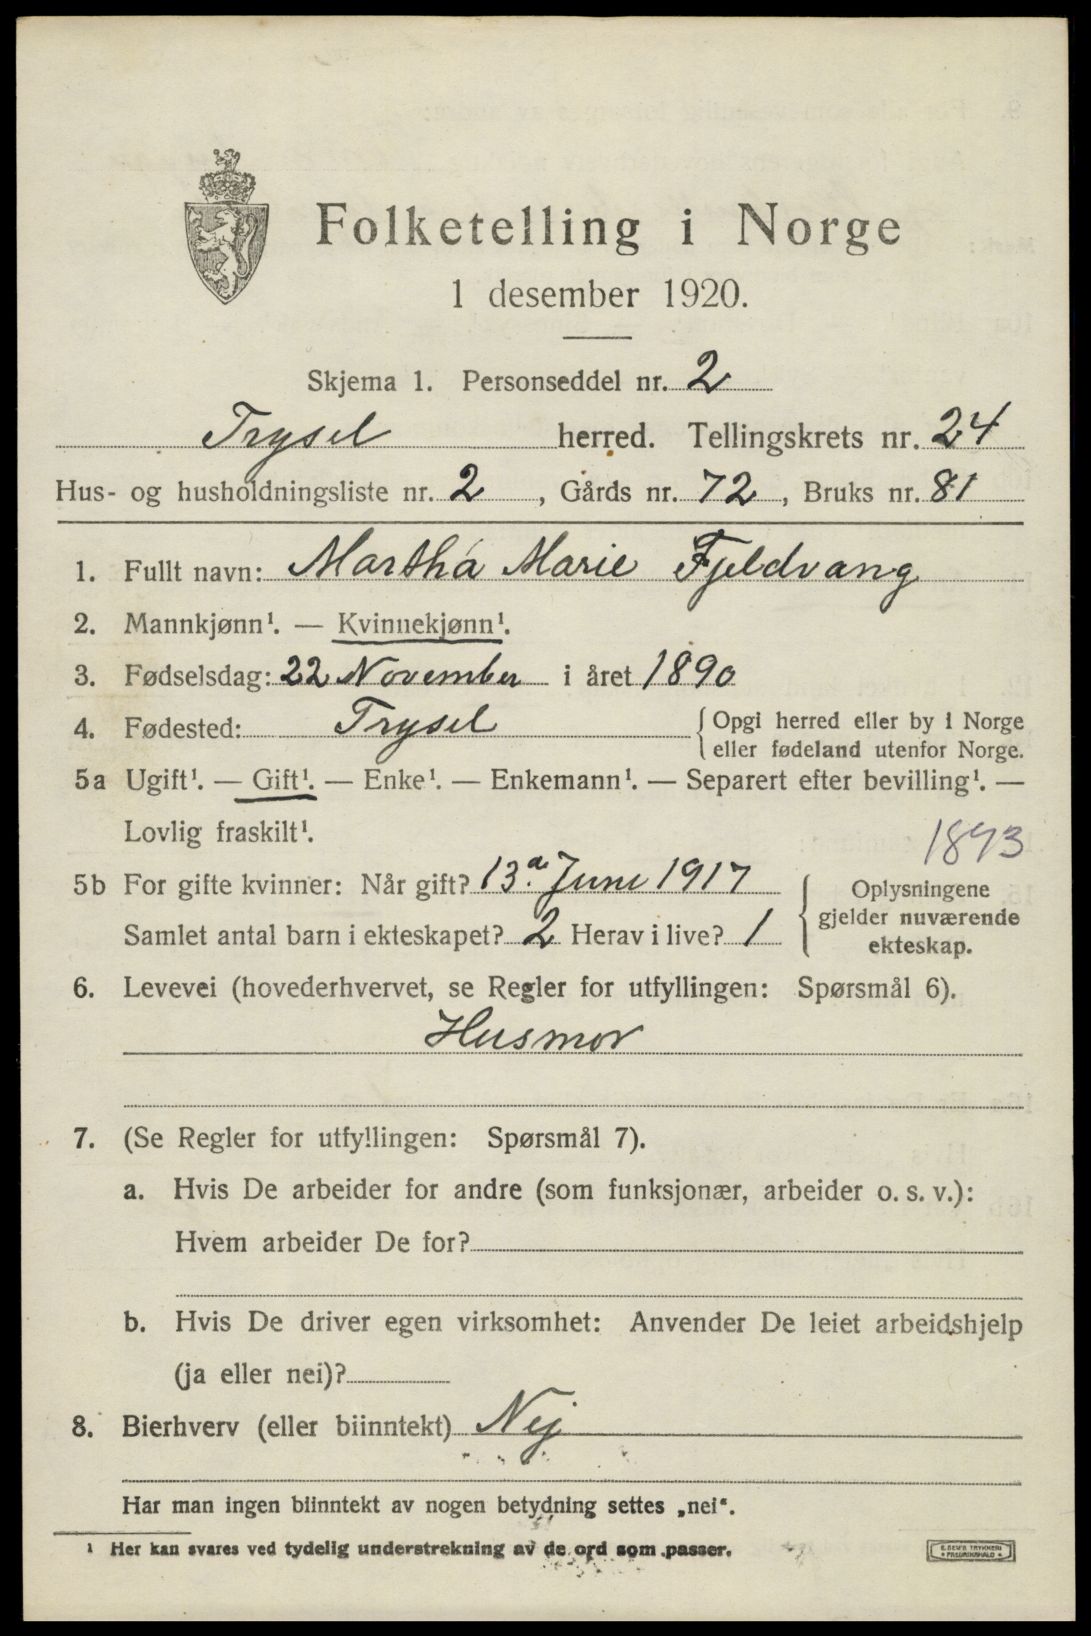 Folketelling i Norge
1 desember 1920.
Skjema 1. Personseddel nr. 2
Trysil herred. Tellingskrets nr. 24
Hus- og husholdningsliste nr. 2, Gårds nr. 72, Bruks nr. 81
1. Fullt navn: Martha Marie Fjeldvang
2. Mannkjønn¹. — Kvinnekjønn¹.
3. Fødselsdag: 22 November i året 1890
4. Fødested: Trysil {Opgi herred eller by i Norge
eller fødeland utenfor Norge.
5a Ugift¹. — Gift¹. — Enke¹. — Enkemann¹. — Separert efter bevilling¹. —
Lovlig fraskilt¹.
1893
5b For gifte kvinner: Når gift? 13de Juni 1917 { Oplysningene
gjelder nuværende
Samlet antal barn i ekteskapet? 2 Herav i live? 1
ekteskap.
6. Levevei (hovederhvervet, se Regler for utfyllingen: Spørsmål 6).
Husmor
7. (Se Regler for utfyllingen: Spørsmål 7).
a. Hvis De arbeider for andre (som funksjonær, arbeider o. s. v.):
Hvem arbeider De for?
b. Hvis De driver egen virksomhet: Anvender De leiet arbeidshjelp
(ja eller nei)?
8. Bierhverv (eller biinntekt) Nej
Har man ingen biinntekt av nogen betydning settes „nei“.
¹ Her kan svares ved tydelig understrekning av de ord som passer.
E. SEM'S TRYKKERI
• FREDRIKSHALD •